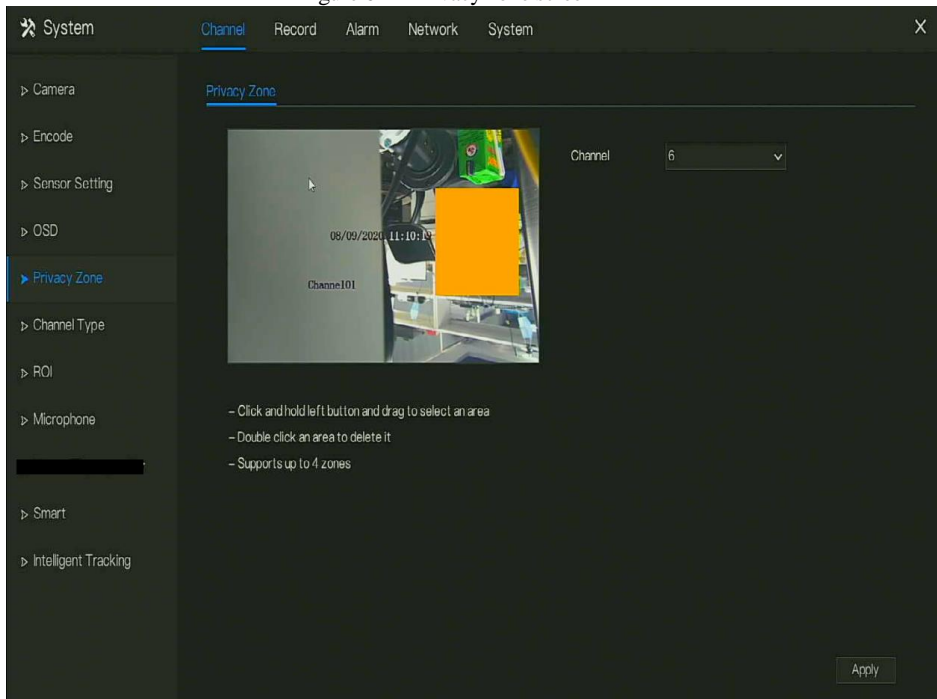 System
Channel Record Alarm Network System X
Camera
Encode
Sensor Setting
OSD
Privacy Zone
Channel Type
ROI
Microphone
Smart
Intelligent Tracking
Privacy Zone
08/09/2020 11:10:19
Channel01
Channel 6
– Click and hold left button and drag to select an area
– Double click an area to delete it
– Supports up to 4 zones
Apply